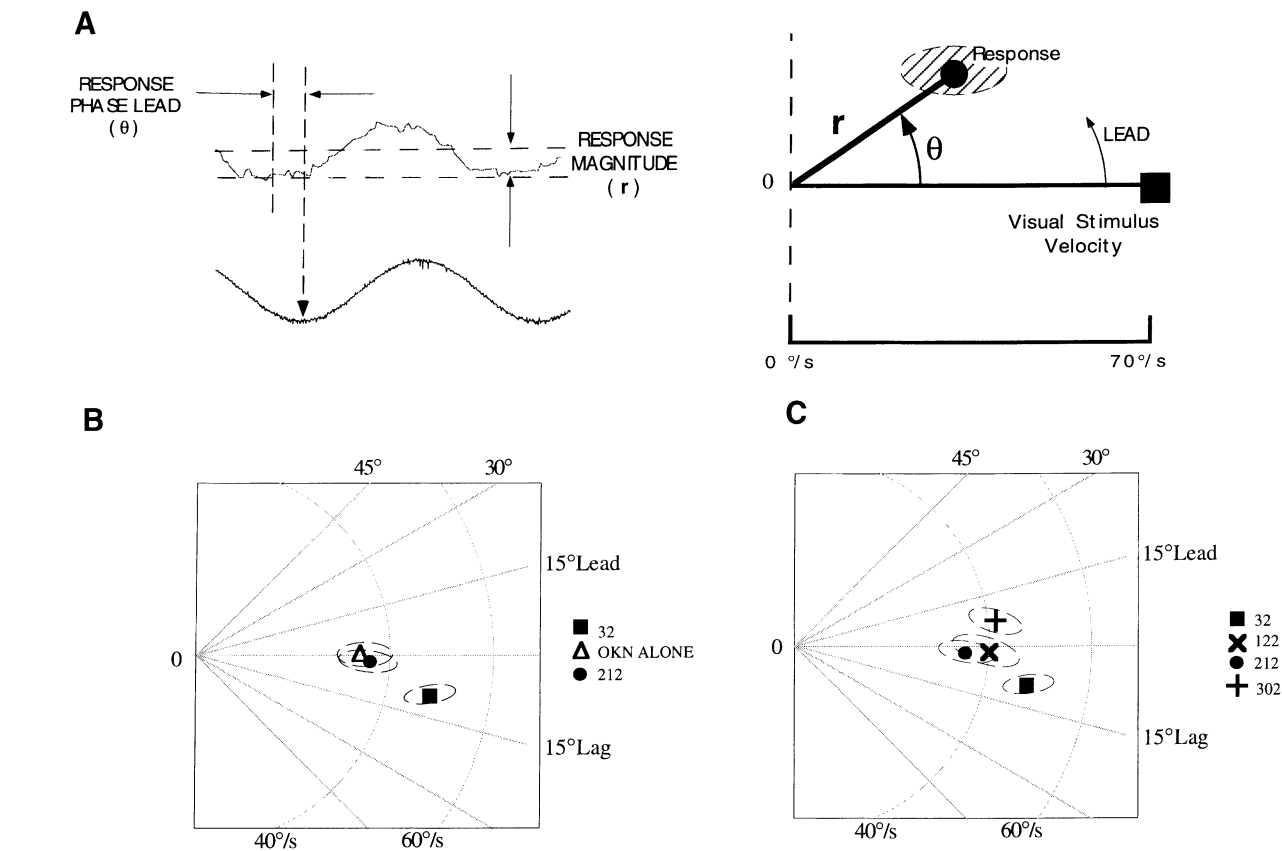 A
RESPONSE
PHASE LEAD
(θ)
RESPONSE
MAGNITUDE
(r)
Response
r
θ
LEAD
0
Visual Stimulus
Velocity
0 °/s
70°/s
B
45°
30°
15°Lead
0
32
OKN ALONE
212
15°Lag
40°/s
60°/s
C
45°
30°
15°Lead
0
32
122
212
302
15°Lag
40°/s
60°/s